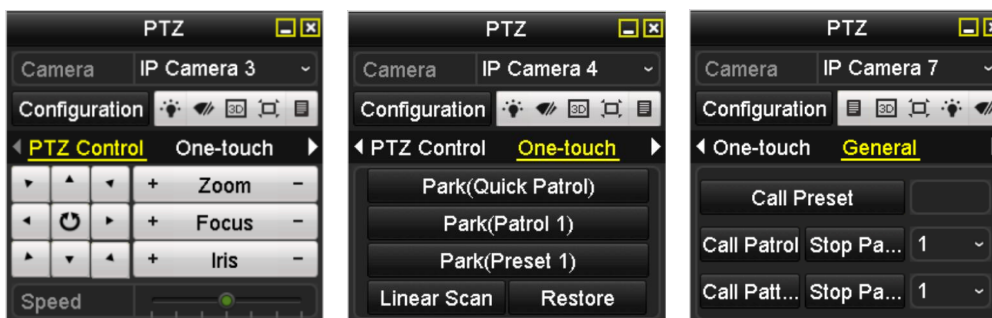 PTZ
Camera IP Camera 3
Configuration 3D
PTZ Control One-touch
+ Zoom -
+ Focus -
+ Iris -
Speed
PTZ
Camera IP Camera 4
Configuration 3D
PTZ Control One-touch
Park(Quick Patrol)
Park(Patrol 1)
Park(Preset 1)
Linear Scan Restore
PTZ
Camera IP Camera 7
Configuration 3D
One-touch General
Call Preset
Call Patrol Stop Pa... 1
Call Patt... Stop Pa... 1